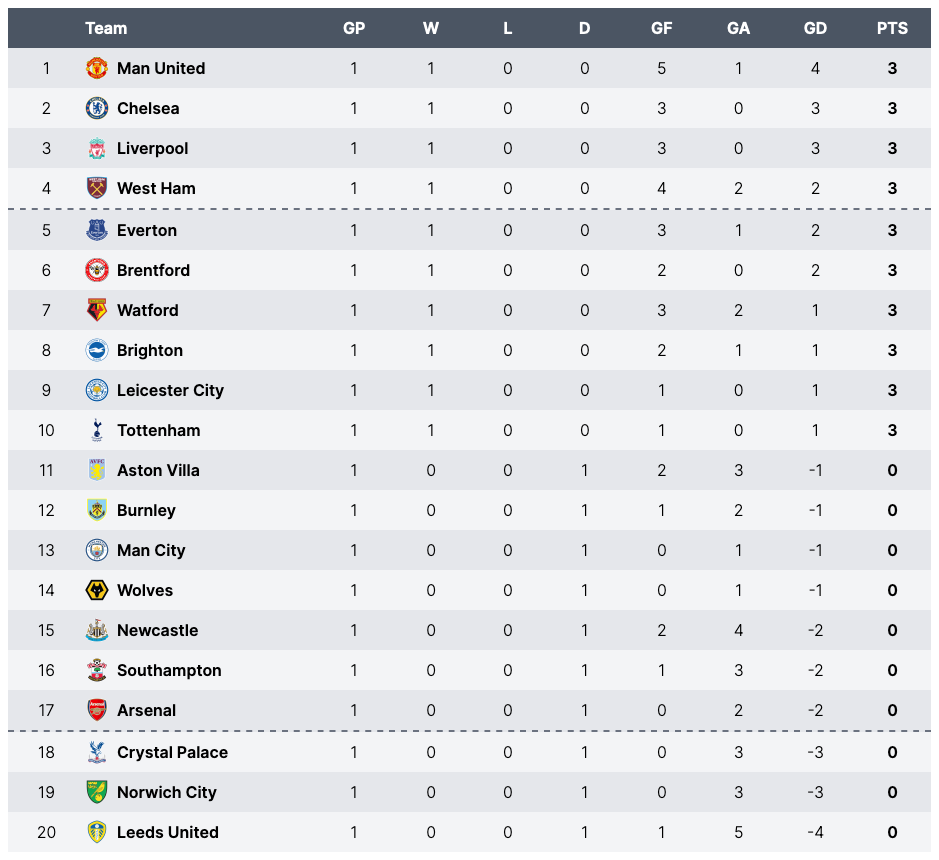 Team GP W L D GF GA GD PTS
1 Man United 1 1 0 0 5 1 4 3
2 Chelsea 1 1 0 0 3 0 3 3
3 Liverpool 1 1 0 0 3 0 3 3
4 West Ham 1 1 0 0 4 2 2 3
5 Everton 1 1 0 0 3 1 2 3
6 Brentford 1 1 0 0 2 0 2 3
7 Watford 1 1 0 0 3 2 1 3
8 Brighton 1 1 0 0 2 1 1 3
9 Leicester City 1 1 0 0 1 0 1 3
10 Tottenham 1 1 0 0 1 0 1 3
11 Aston Villa 1 0 0 1 2 3 -1 0
12 Burnley 1 0 0 1 1 2 -1 0
13 Man City 1 0 0 1 0 1 -1 0
14 Wolves 1 0 0 1 0 1 -1 0
15 Newcastle 1 0 0 1 2 4 -2 0
16 Southampton 1 0 0 1 1 3 -2 0
17 Arsenal 1 0 0 1 0 2 -2 0
18 Crystal Palace 1 0 0 1 0 3 -3 0
19 Norwich City 1 0 0 1 0 3 -3 0
20 Leeds United 1 0 0 1 1 5 -4 0